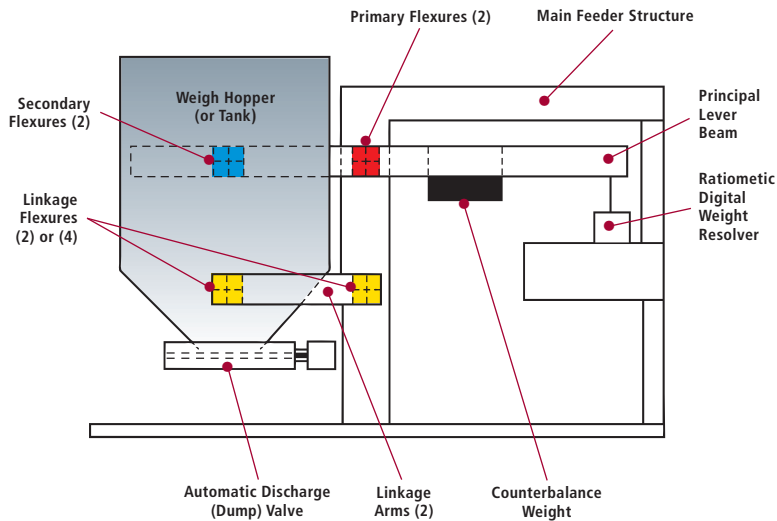 Primary Flexures (2)
Main Feeder Structure
Secondary
Flexures (2)
Weigh Hopper
(or Tank)
Principal
Lever
Beam
Linkage
Flexures
(2) or (4)
Ratiometic
Digital
Weight
Resolver
Automatic Discharge
(Dump) Valve
Linkage
Arms (2)
Counterbalance
Weight